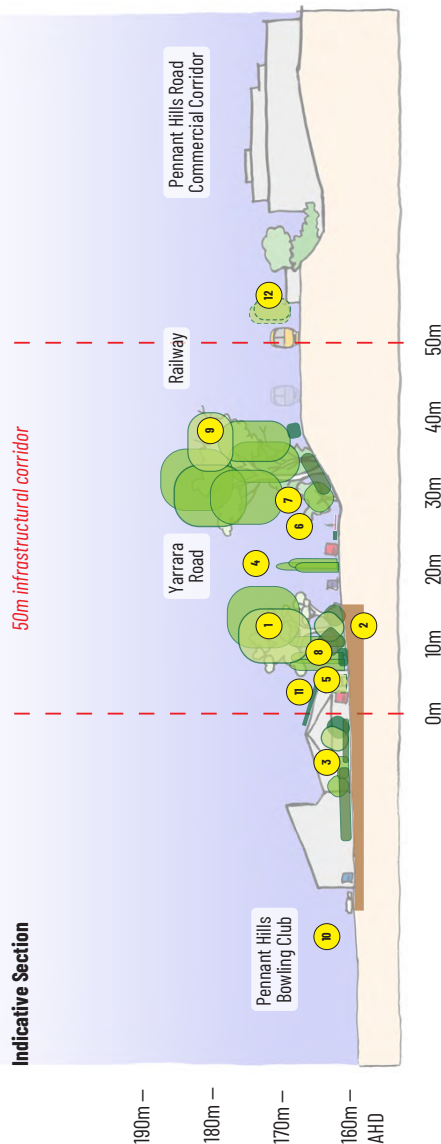 Indicative Section
50m infrastructural corridor
190m –
180m –
170m –
160m –
AHD
Pennant Hills
Bowling Club
Yarrara
Road
Railway
Pennant Hills Road
Commercial Corridor
10
3
11
5
8
1
2
4
6
7
9
12
0m
10m
20m
30m
40m
50m